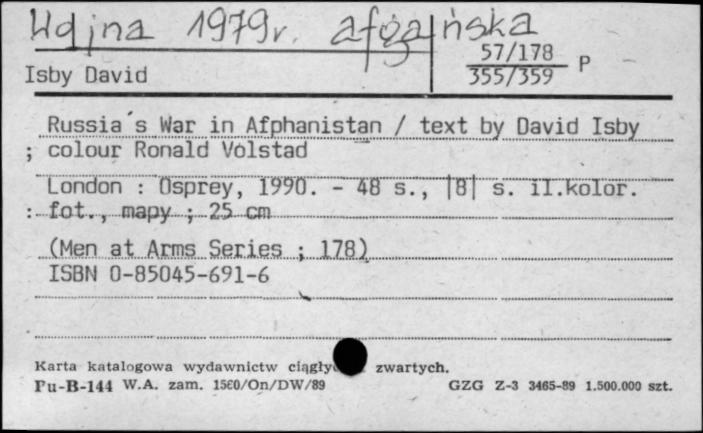 Wojna 1979r. afgańska
57/178
355/359 P
Isby David
Russia´s War in Afphanistan / text by David Isby
; colour Ronald Volstad
London : Osprey, 1990. - 48 s., |8| s. il.kolor.
: fot., mapy ; 25 cm
(Men at Arms Series ; 178)
ISBN 0-85045-691-6
Karta katalogowa wydawnictw zwartych.
Pu-B-144 W.A. zam. 1560/On/DW/89 GZG Z-3 3465-89 1.500.000 szt.